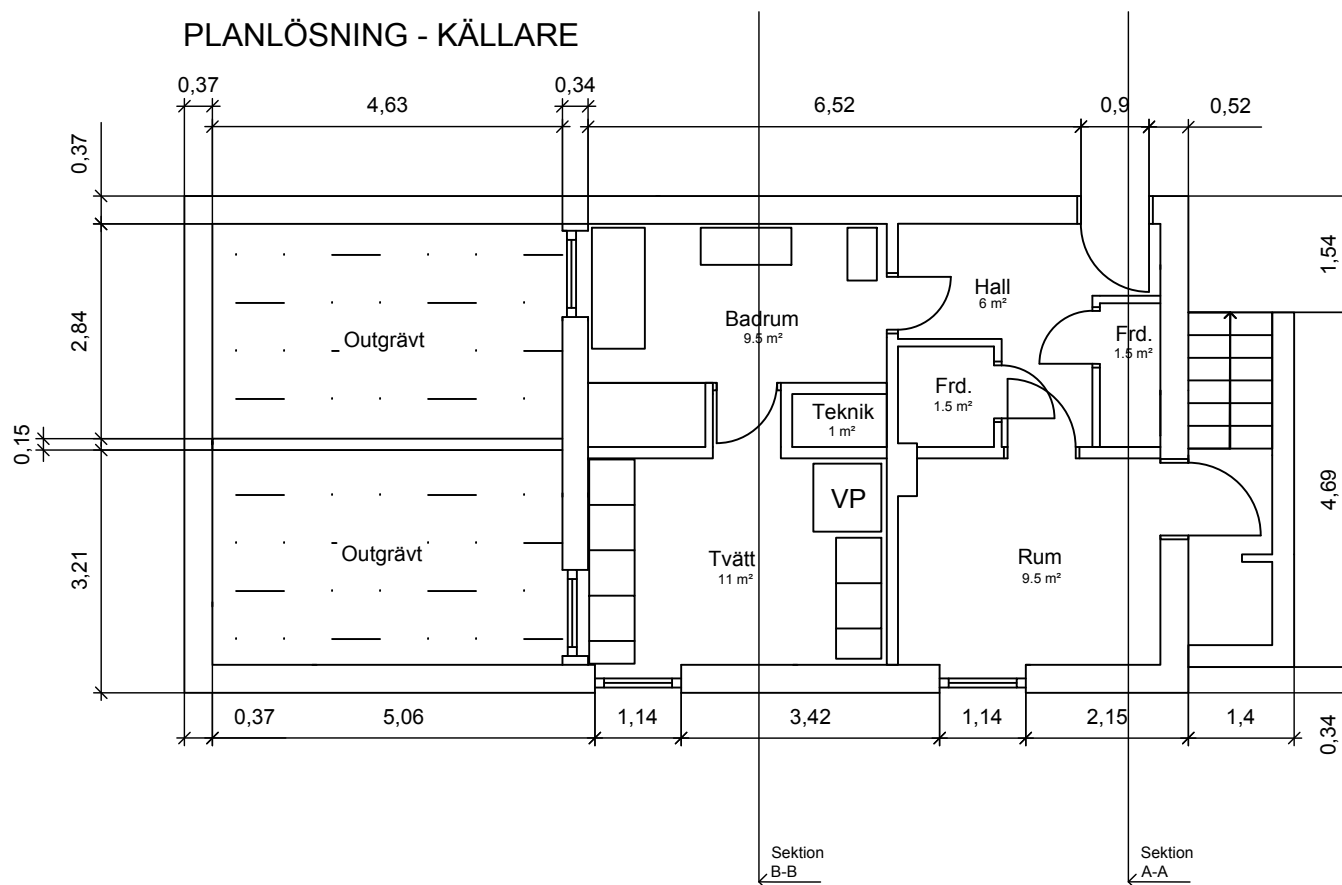 PLANLÖSNING - KÄLLARE
0,37
4,63
0,34
6,52
0,9
0,52
0,37
2,84
0,15
3,21
1,54
4,69
0,34
Outgrävt
Outgrävt
Badrum
9.5 m²
Hall
6 m²
Frd.
1.5 m²
Frd.
1.5 m²
Teknik
1 m²
VP
Tvätt
11 m²
Rum
9.5 m²
0,37
5,06
1,14
3,42
1,14
2,15
1,4
Sektion
B-B
Sektion
A-A